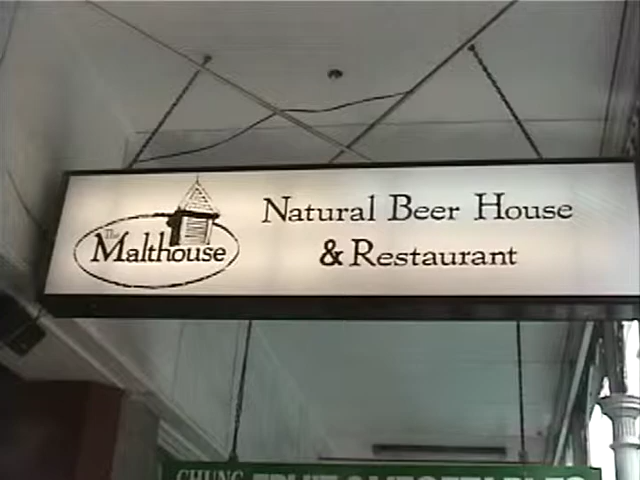 The
Malthouse
Natural Beer House
& Restaurant
CHUNG FRUIT & VEGETABLES